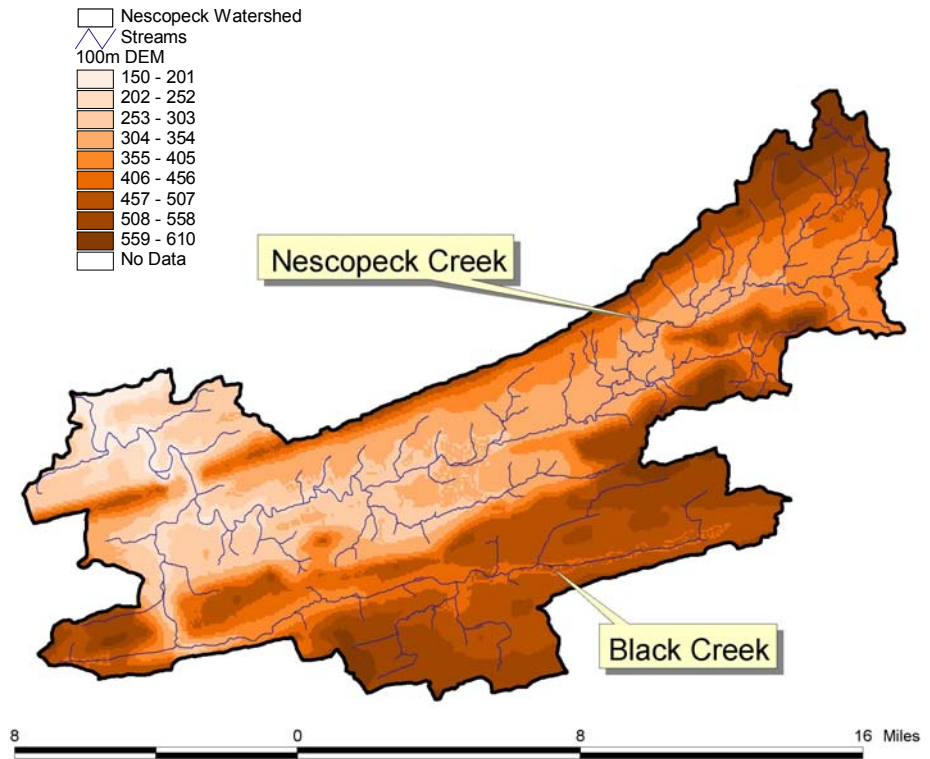 Nescopeck Watershed
Streams
100m DEM
150 - 201
202 - 252
253 - 303
304 - 354
355 - 405
406 - 456
457 - 507
508 - 558
559 - 610
No Data
Nescopeck Creek
Black Creek
8 0 8 16 Miles